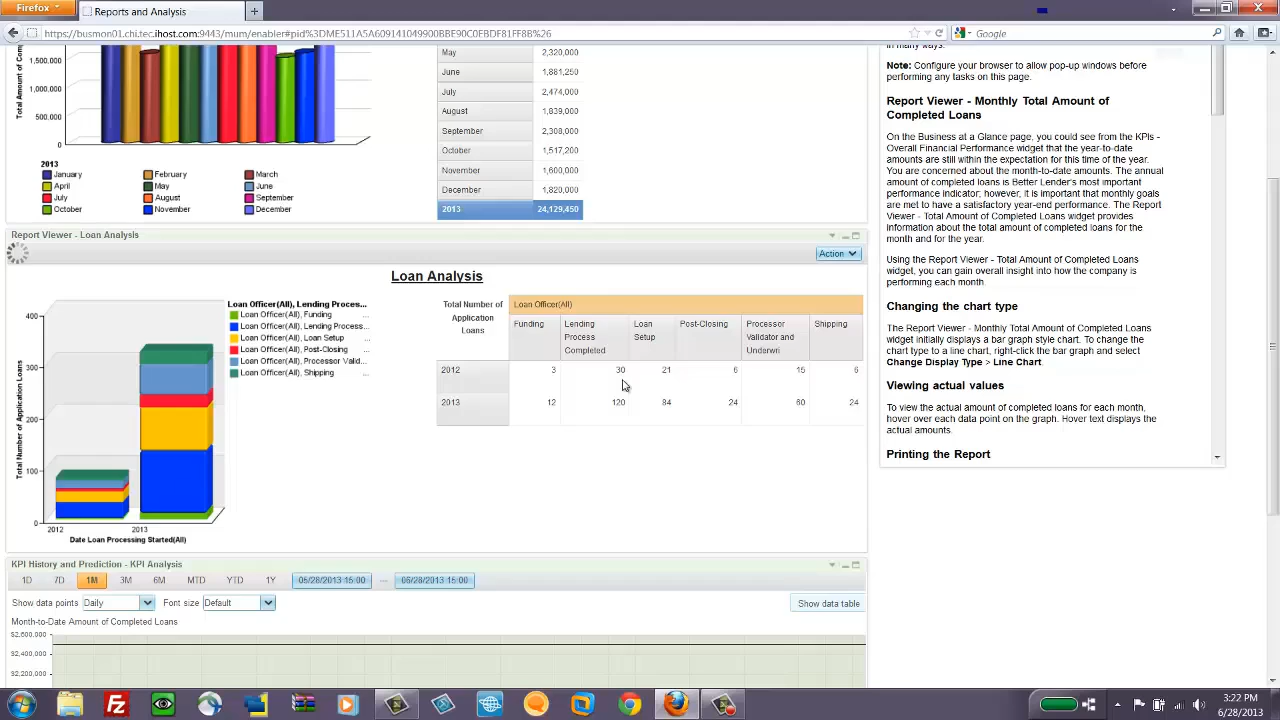 Firefox
Reports and Analysis
https://busmon01.chi.tec.ihost.com:9443/mum/enabler#pid%3DME511A5A609141049900BBE90C0FBDF81FF8B%26
Google
Total Amount of Com
1,500,000
1,000,000
500,000
0
2013
January
February
March
April
May
June
July
August
September
October
November
December
May 2,320,000
June 1,881,250
July 2,474,000
August 1,839,000
September 2,308,000
October 1,517,200
November 1,600,000
December 1,820,000
2013 24,129,450
Report Viewer - Loan Analysis
Action
Loan Analysis
Total Number of Application Loans
400
300
200
100
0
2012
2013
Date Loan Processing Started(All)
Loan Officer(All), Lending Proces...
Loan Officer(All), Funding
Loan Officer(All), Lending Process... ...
Loan Officer(All), Loan Setup ...
Loan Officer(All), Post-Closing ...
Loan Officer(All), Processor Valid... ...
Loan Officer(All), Shipping ...
Total Number of
Application
Loans
Loan Officer(All)
Funding
Lending
Process
Completed
Loan
Setup
Post-Closing
Processor
Validator and
Underwri
Shipping
2012 3 30 21 6 15 6
2013 12 120 84 24 60 24
KPI History and Prediction - KPI Analysis
1D 7D 1M 3M 6M MTD YTD 1Y 05/28/2013 15:00 --- 06/28/2013 15:00
Show data points Daily Font size Default Show data table
Month-to-Date Amount of Completed Loans
$2,600,000
$2,400,000
$2,200,000
in many ways.
Note: Configure your browser to allow pop-up windows before
performing any tasks on this page.
Report Viewer - Monthly Total Amount of
Completed Loans
On the Business at a Glance page, you could see from the KPIs -
Overall Financial Performance widget that the year-to-date
amounts are still within the expectation for this time of the year.
You are concerned about the month-to-date amounts. The annual
amount of completed loans is Better Lender's most important
performance indicator; however, it is important that monthly goals
are met to have a satisfactory year-end performance. The Report
Viewer - Total Amount of Completed Loans widget provides
information about the total amount of completed loans for the
month and for the year.
Using the Report Viewer - Total Amount of Completed Loans
widget, you can gain overall insight into how the company is
performing each month.
Changing the chart type
The Report Viewer - Monthly Total Amount of Completed Loans
widget initially displays a bar graph style chart. To change the
chart type to a line chart, right-click the bar graph and select
Change Display Type > Line Chart.
Viewing actual values
To view the actual amount of completed loans for each month,
hover over each data point on the graph. Hover text displays the
actual amounts.
Printing the Report
3:22 PM
6/28/2013